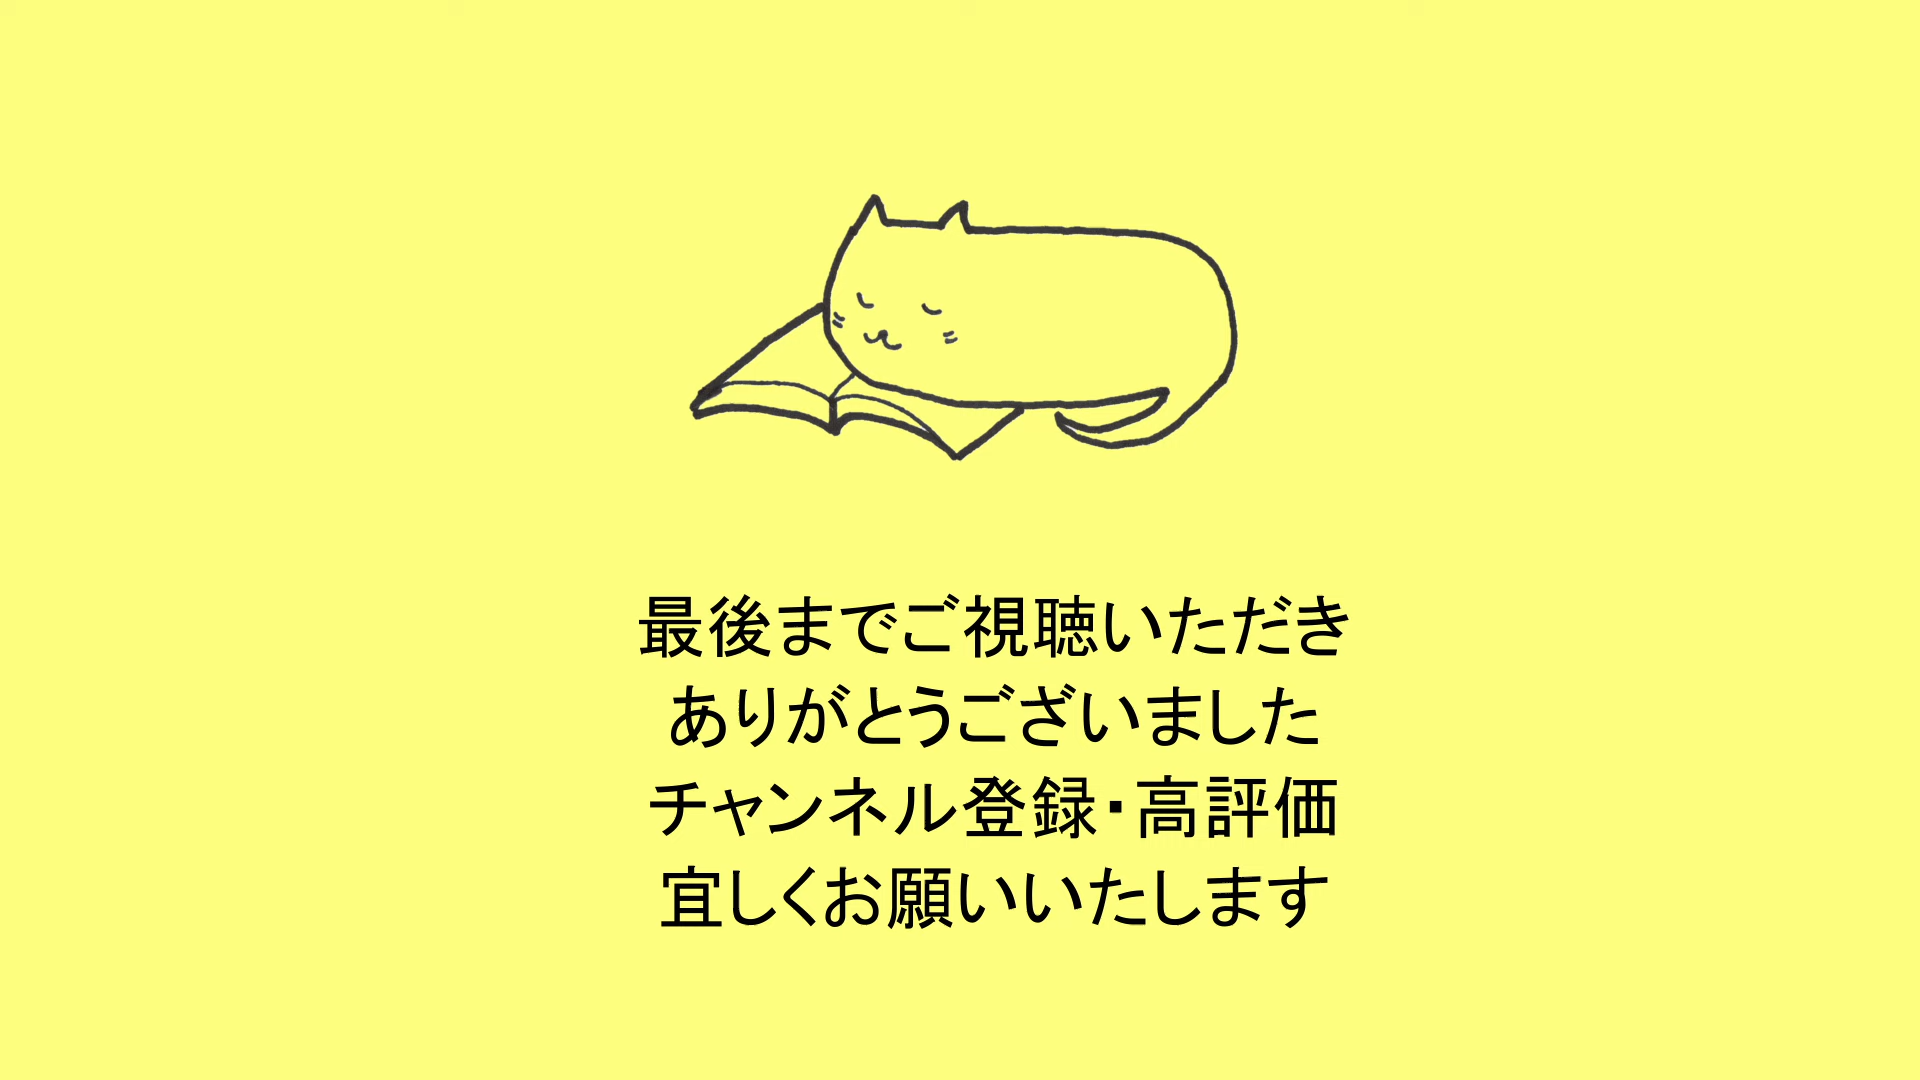 最後までご視聴いただき
ありがとうございました
チャンネル登録・高評価
宜しくお願いいたします